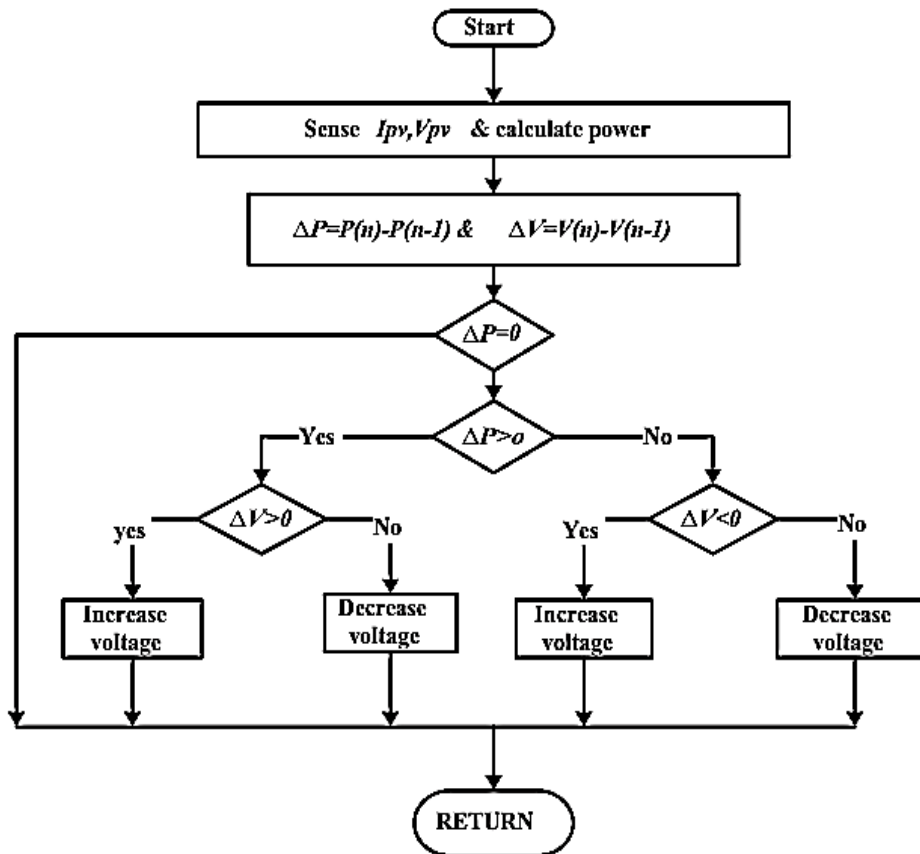 Start
Sense Ipv,Vpv & calculate power
ΔP=P(n)-P(n-1) & ΔV=V(n)-V(n-1)
ΔP=0
Yes
ΔP>o
No
yes
ΔV>0
No
Yes
ΔV<0
No
Increase
voltage
Decrease
voltage
Increase
voltage
Decrease
voltage
RETURN